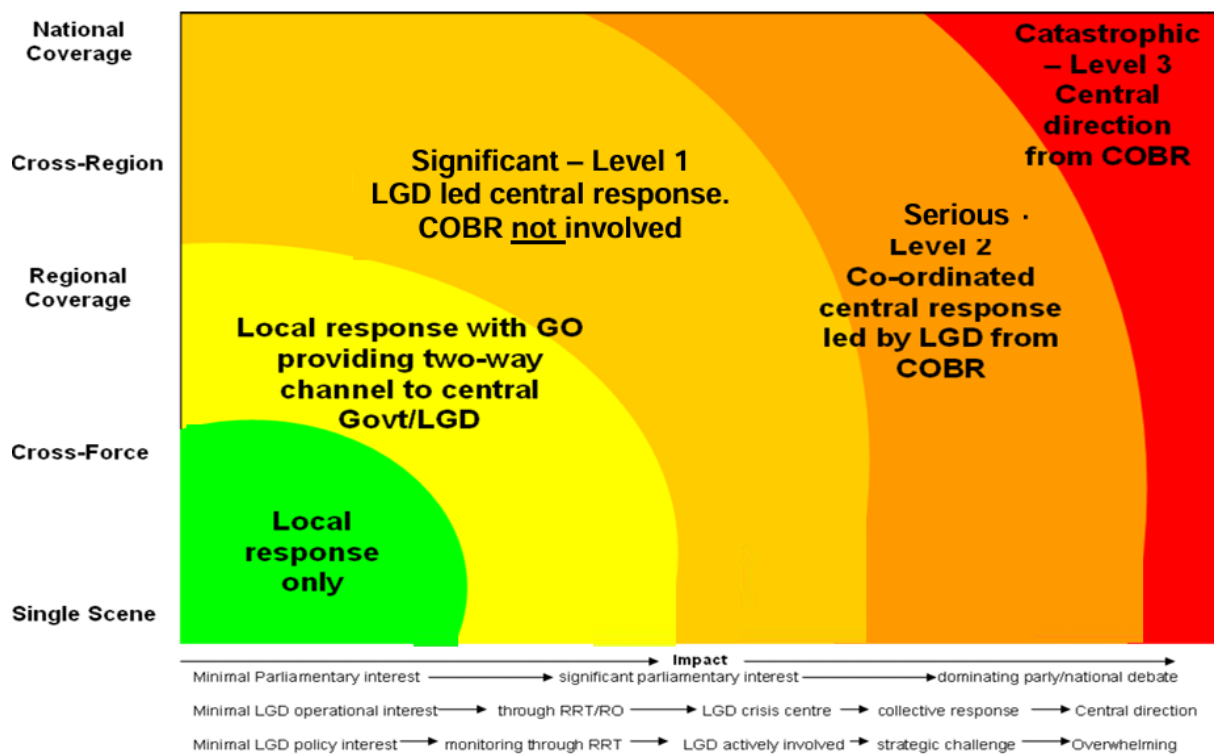 National
Coverage
Cross-Region
Regional
Coverage
Cross-Force
Single Scene
Catastrophic
– Level 3
Central
direction
from COBR
Significant – Level 1
LGD led central response.
COBR not involved
Serious ·
Level 2
Co-ordinated
central response
led by LGD from
COBR
Local response with GO
providing two-way
channel to central
Govt/LGD
Local
response
only
Impact
Minimal Parliamentary interest significant parliamentary interest dominating parly/national debate
Minimal LGD operational interest through RRT/RO LGD crisis centre collective response Central direction
Minimal LGD policy interest monitoring through RRT LGD actively involved strategic challenge Overwhelming